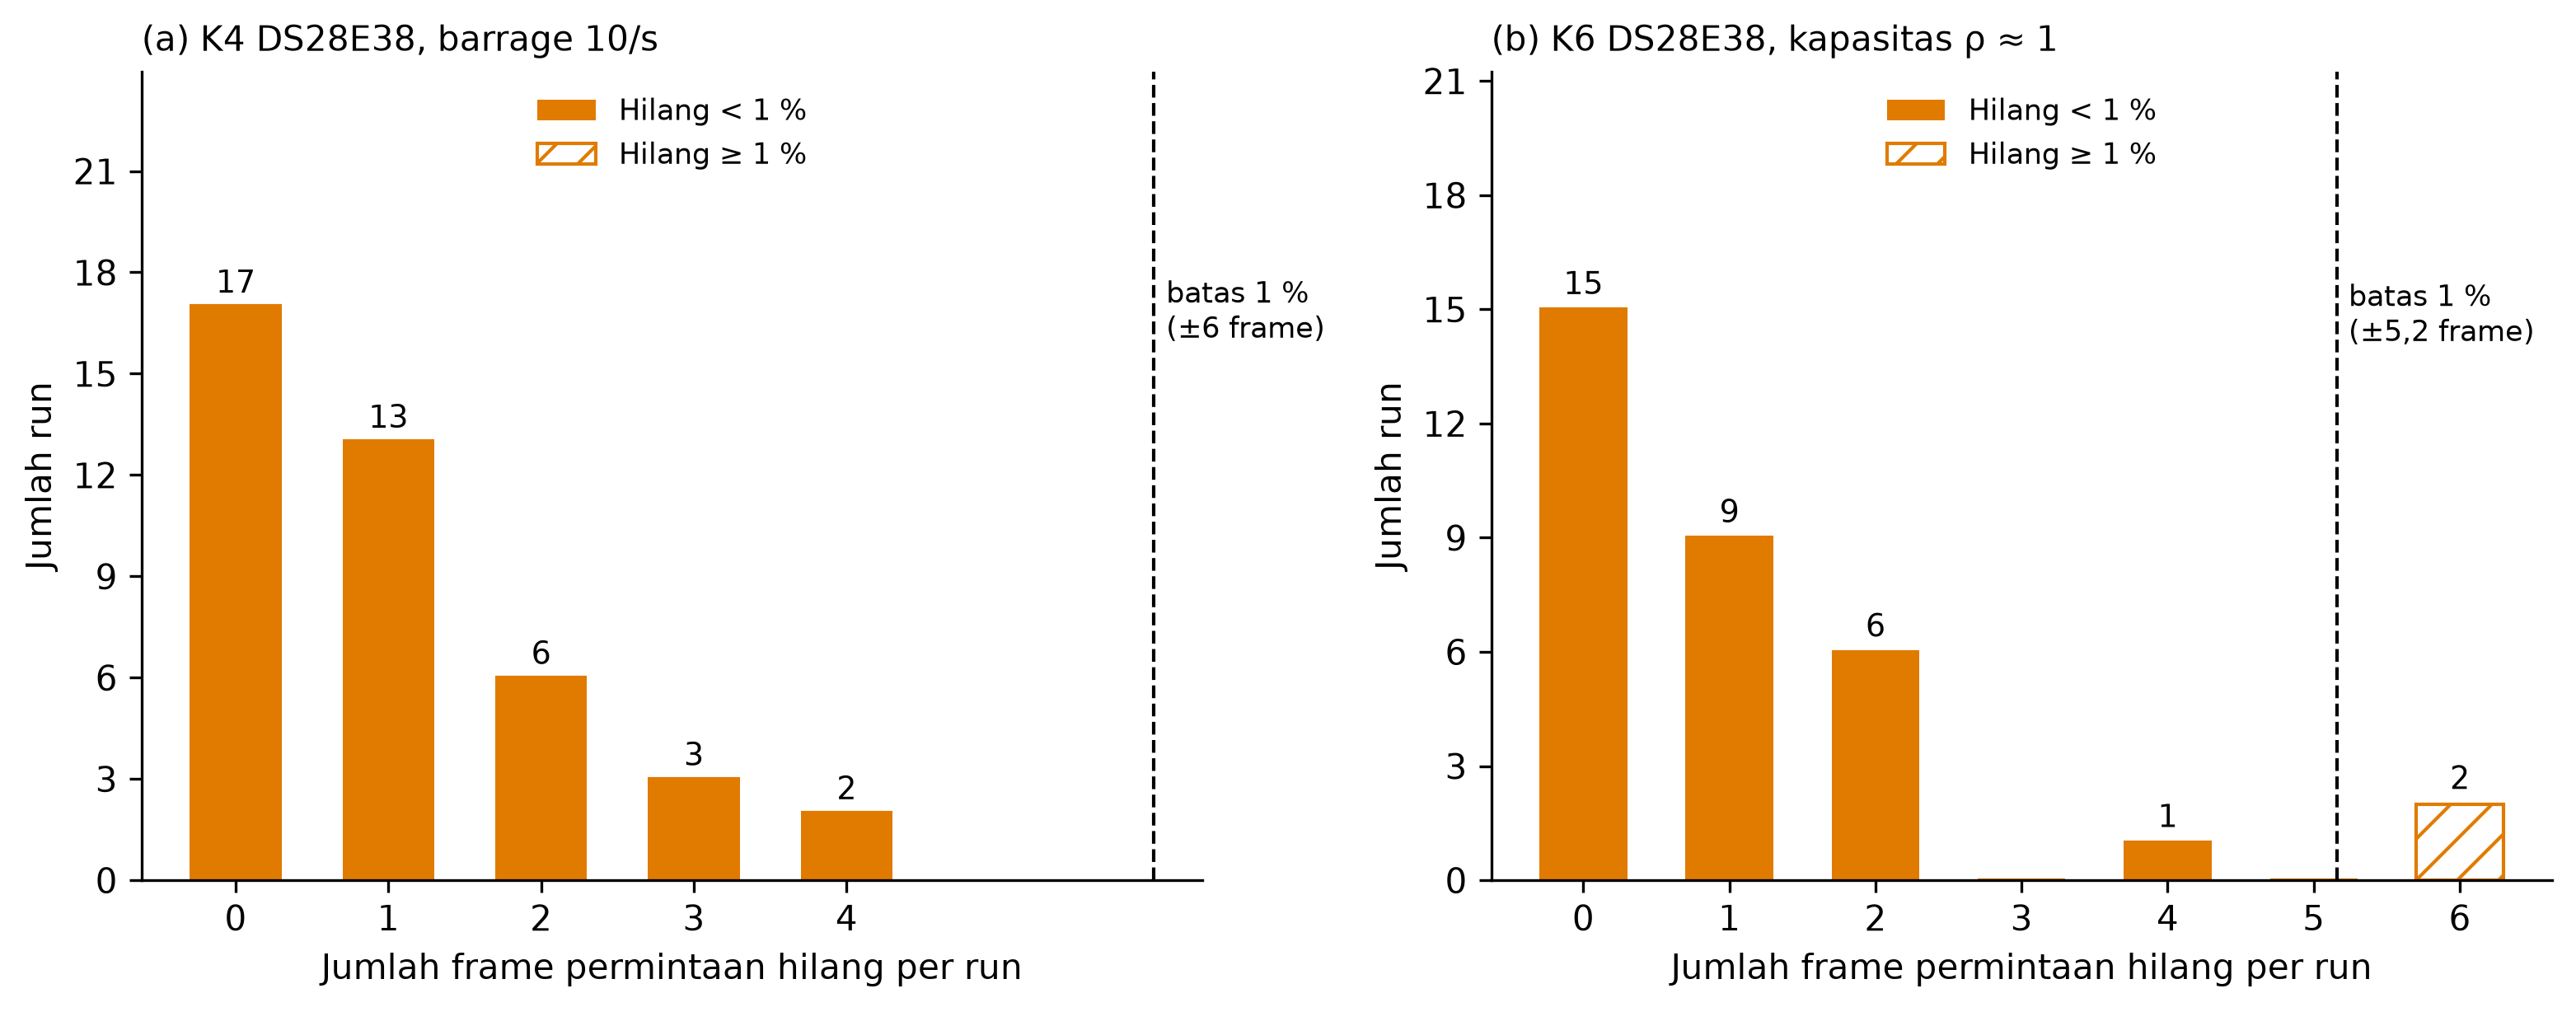 (a) K4 DS28E38, barrage 10/s
Hilang < 1 %
Hilang ≥ 1 %
21
18
15
12
9
6
3
0
Jumlah run
17
13
6
3
2
batas 1 %
(±6 frame)
0 1 2 3 4
Jumlah frame permintaan hilang per run
(b) K6 DS28E38, kapasitas ρ ≈ 1
Hilang < 1 %
Hilang ≥ 1 %
21
18
15
12
9
6
3
0
Jumlah run
15
9
6
1
2
batas 1 %
(±5,2 frame)
0 1 2 3 4 5 6
Jumlah frame permintaan hilang per run